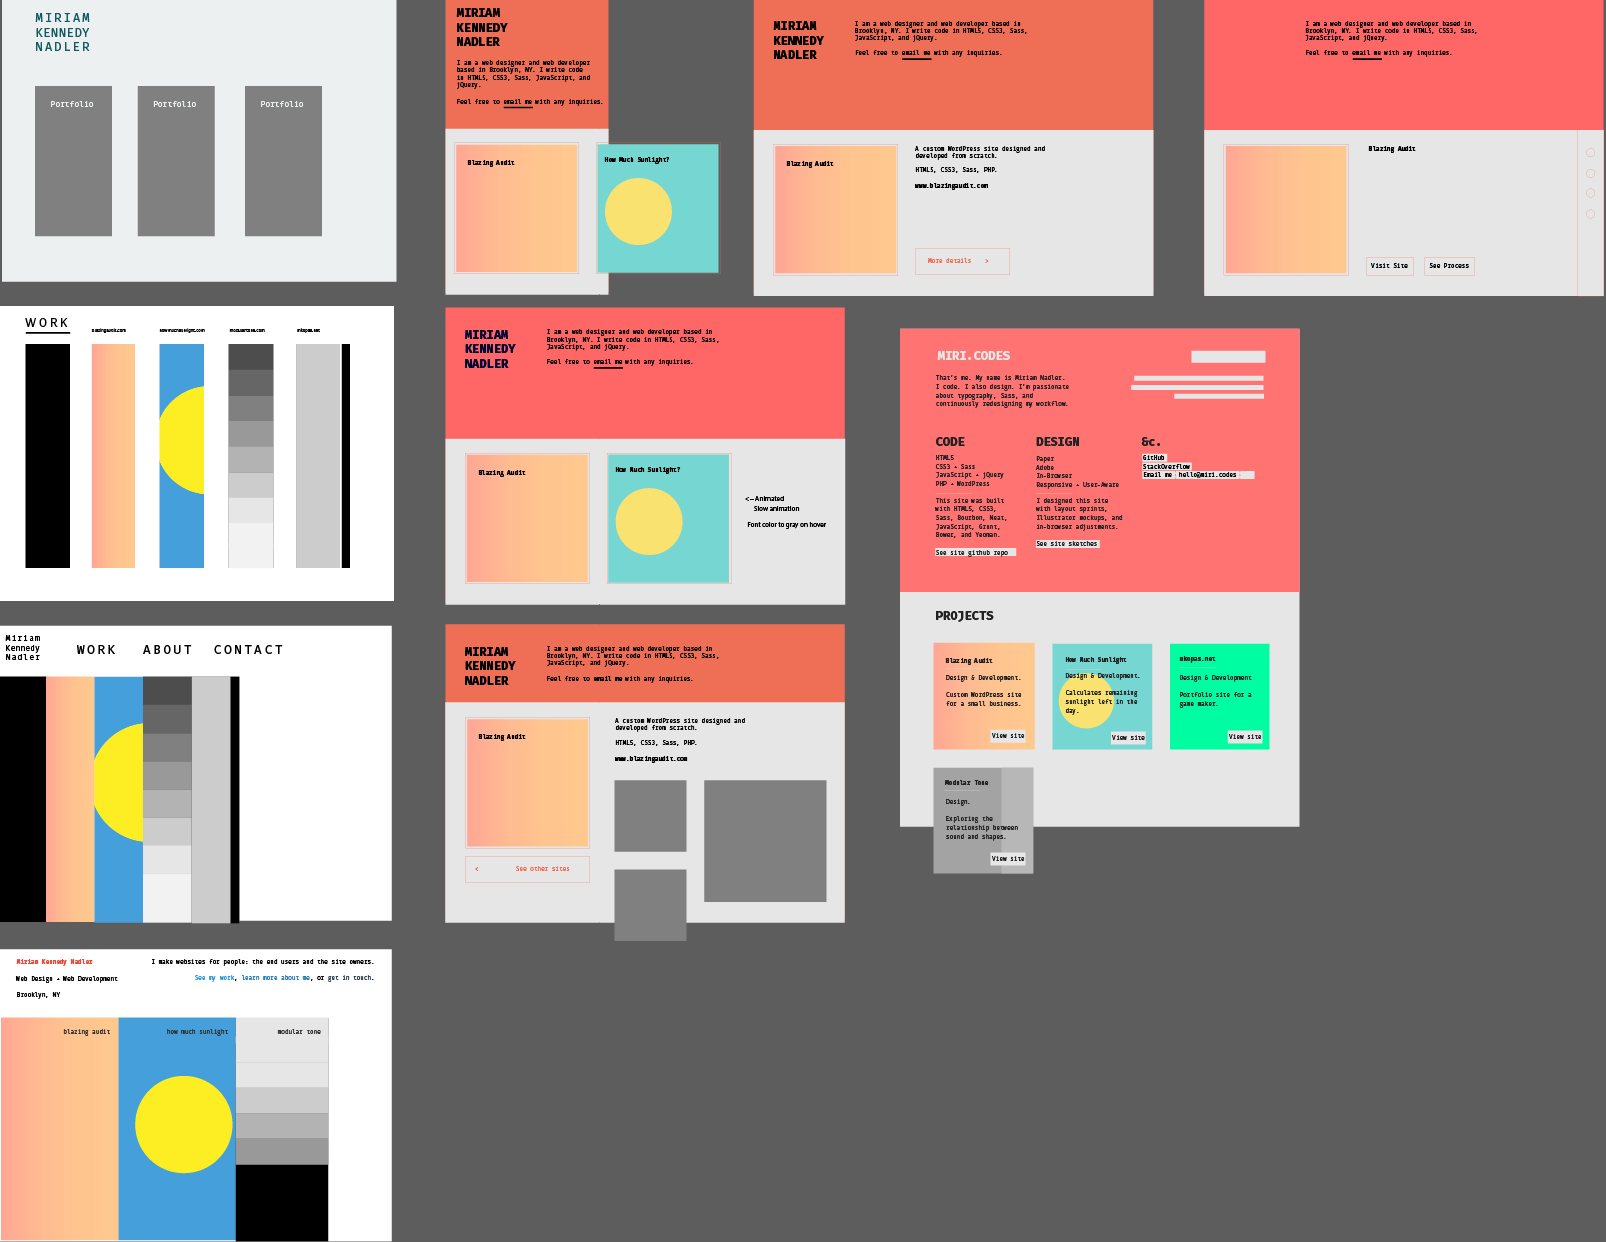 MIRIAM
KENNEDY
NADLER
Portfolio
Portfolio
Portfolio
MIRIAM
KENNEDY
NADLER
I am a web designer and web developer
based in Brooklyn, NY. I write code
in HTML5, CSS3, Sass, JavaScript, and
jQuery.
Feel free to email me with any inquiries.
Blazing Audit
How Much Sunlight?
MIRIAM
KENNEDY
NADLER
I am a web designer and web developer based in
Brooklyn, NY. I write code in HTML5, CSS3, Sass,
JavaScript, and jQuery.
Feel free to email me with any inquiries.
Blazing Audit
A custom WordPress site designed and
developed from scratch.
HTML5, CSS3, Sass, PHP.
www.blazingaudit.com
More details >
I am a web designer and web developer based in
Brooklyn, NY. I write code in HTML5, CSS3, Sass,
JavaScript, and jQuery.
Feel free to email me with any inquiries.
Blazing Audit
Visit Site
See Process
WORK
blazingaudit.com
howmuchsunlight.com
modulartone.com
mkopas.net
MIRIAM
KENNEDY
NADLER
I am a web designer and web developer based in
Brooklyn, NY. I write code in HTML5, CSS3, Sass,
JavaScript, and jQuery.
Feel free to email me with any inquiries.
Blazing Audit
How Much Sunlight?
<--Animated
Slow animation
Font color to gray on hover
MIRI.CODES
That's me. My name is Miriam Nadler.
I code. I also design. I'm passionate
about typography, Sass, and
continuously redesigning my workflow.
CODE
HTML5
CSS3 + Sass
JavaScript + jQuery
PHP + WordPress
This site was built
with HTML5, CSS3,
Sass, Bourbon, Neat,
JavaScript, Grunt,
Bower, and Yeoman.
See site github repo
DESIGN
Paper
Adobe
In-Browser
Responsive + User-Aware
I designed this site
with layout sprints,
Illustrator mockups, and
in-browser adjustments.
See site sketches
&c.
GitHub
StackOverflow
Email me hello@miri.codes
PROJECTS
Blazing Audit
Design & Development.
Custom WordPress site
for a small business.
View site
How Much Sunlight
Design & Development.
Calculates remaining
sunlight left in the
day.
View site
mkopas.net
Design & Development
Portfolio site for a
game maker.
View site
Modular Tone
Design.
Exploring the
relationship between
sound and shapes.
View site
Miriam
Kennedy
Nadler
WORK ABOUT CONTACT
MIRIAM
KENNEDY
NADLER
I am a web designer and web developer based in
Brooklyn, NY. I write code in HTML5, CSS3, Sass,
JavaScript, and jQuery.
Feel free to email me with any inquiries.
Blazing Audit
A custom WordPress site designed and
developed from scratch.
HTML5, CSS3, Sass, PHP.
www.blazingaudit.com
< See other sites
Miriam Kennedy Nadler
Web Design + Web Development
Brooklyn, NY
I make websites for people: the end users and the site owners.
See my work, learn more about me, or get in touch.
blazing audit
how much sunlight
modular tone